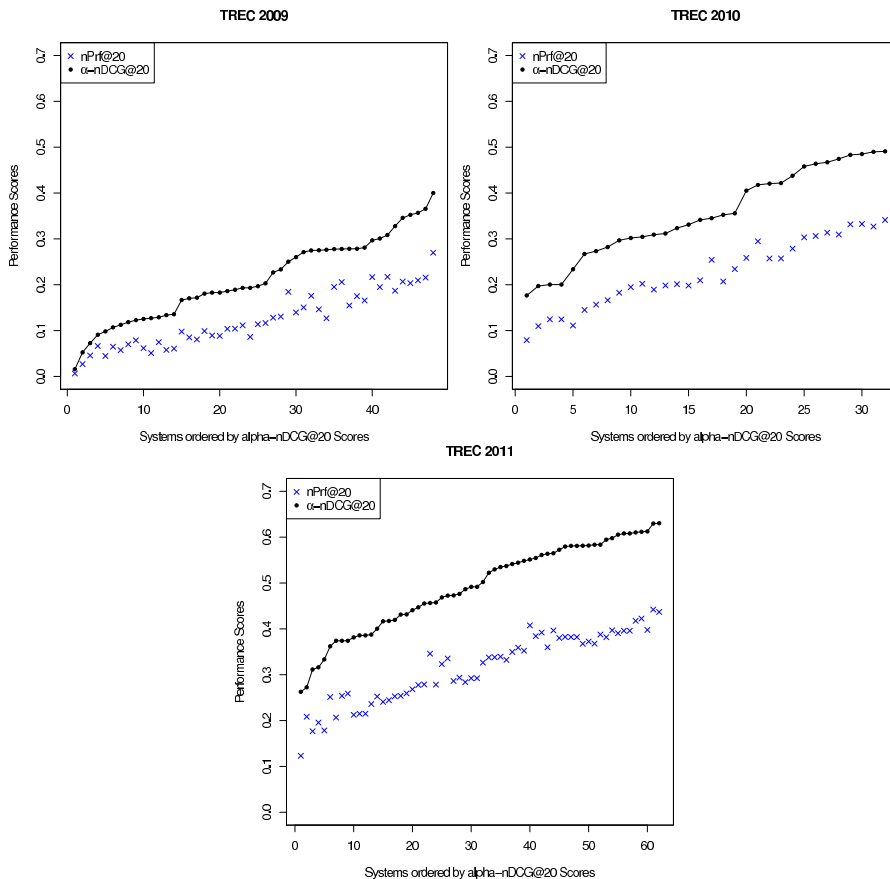 TREC 2009
nPrf@20
α−nDCG@20
0.7
0.6
0.5
0.4
0.3
0.2
0.1
0.0
Performance Scores
0 10 20 30 40
Systems ordered by alpha−nDCG@20 Scores
TREC 2010
nPrf@20
α−nDCG@20
0.7
0.6
0.5
0.4
0.3
0.2
0.1
0.0
Performance Scores
0 5 10 15 20 25 30
Systems ordered by alpha−nDCG@20 Scores
TREC 2011
nPrf@20
α−nDCG@20
0.7
0.6
0.5
0.4
0.3
0.2
0.1
0.0
Performance Scores
0 10 20 30 40 50 60
Systems ordered by alpha−nDCG@20 Scores